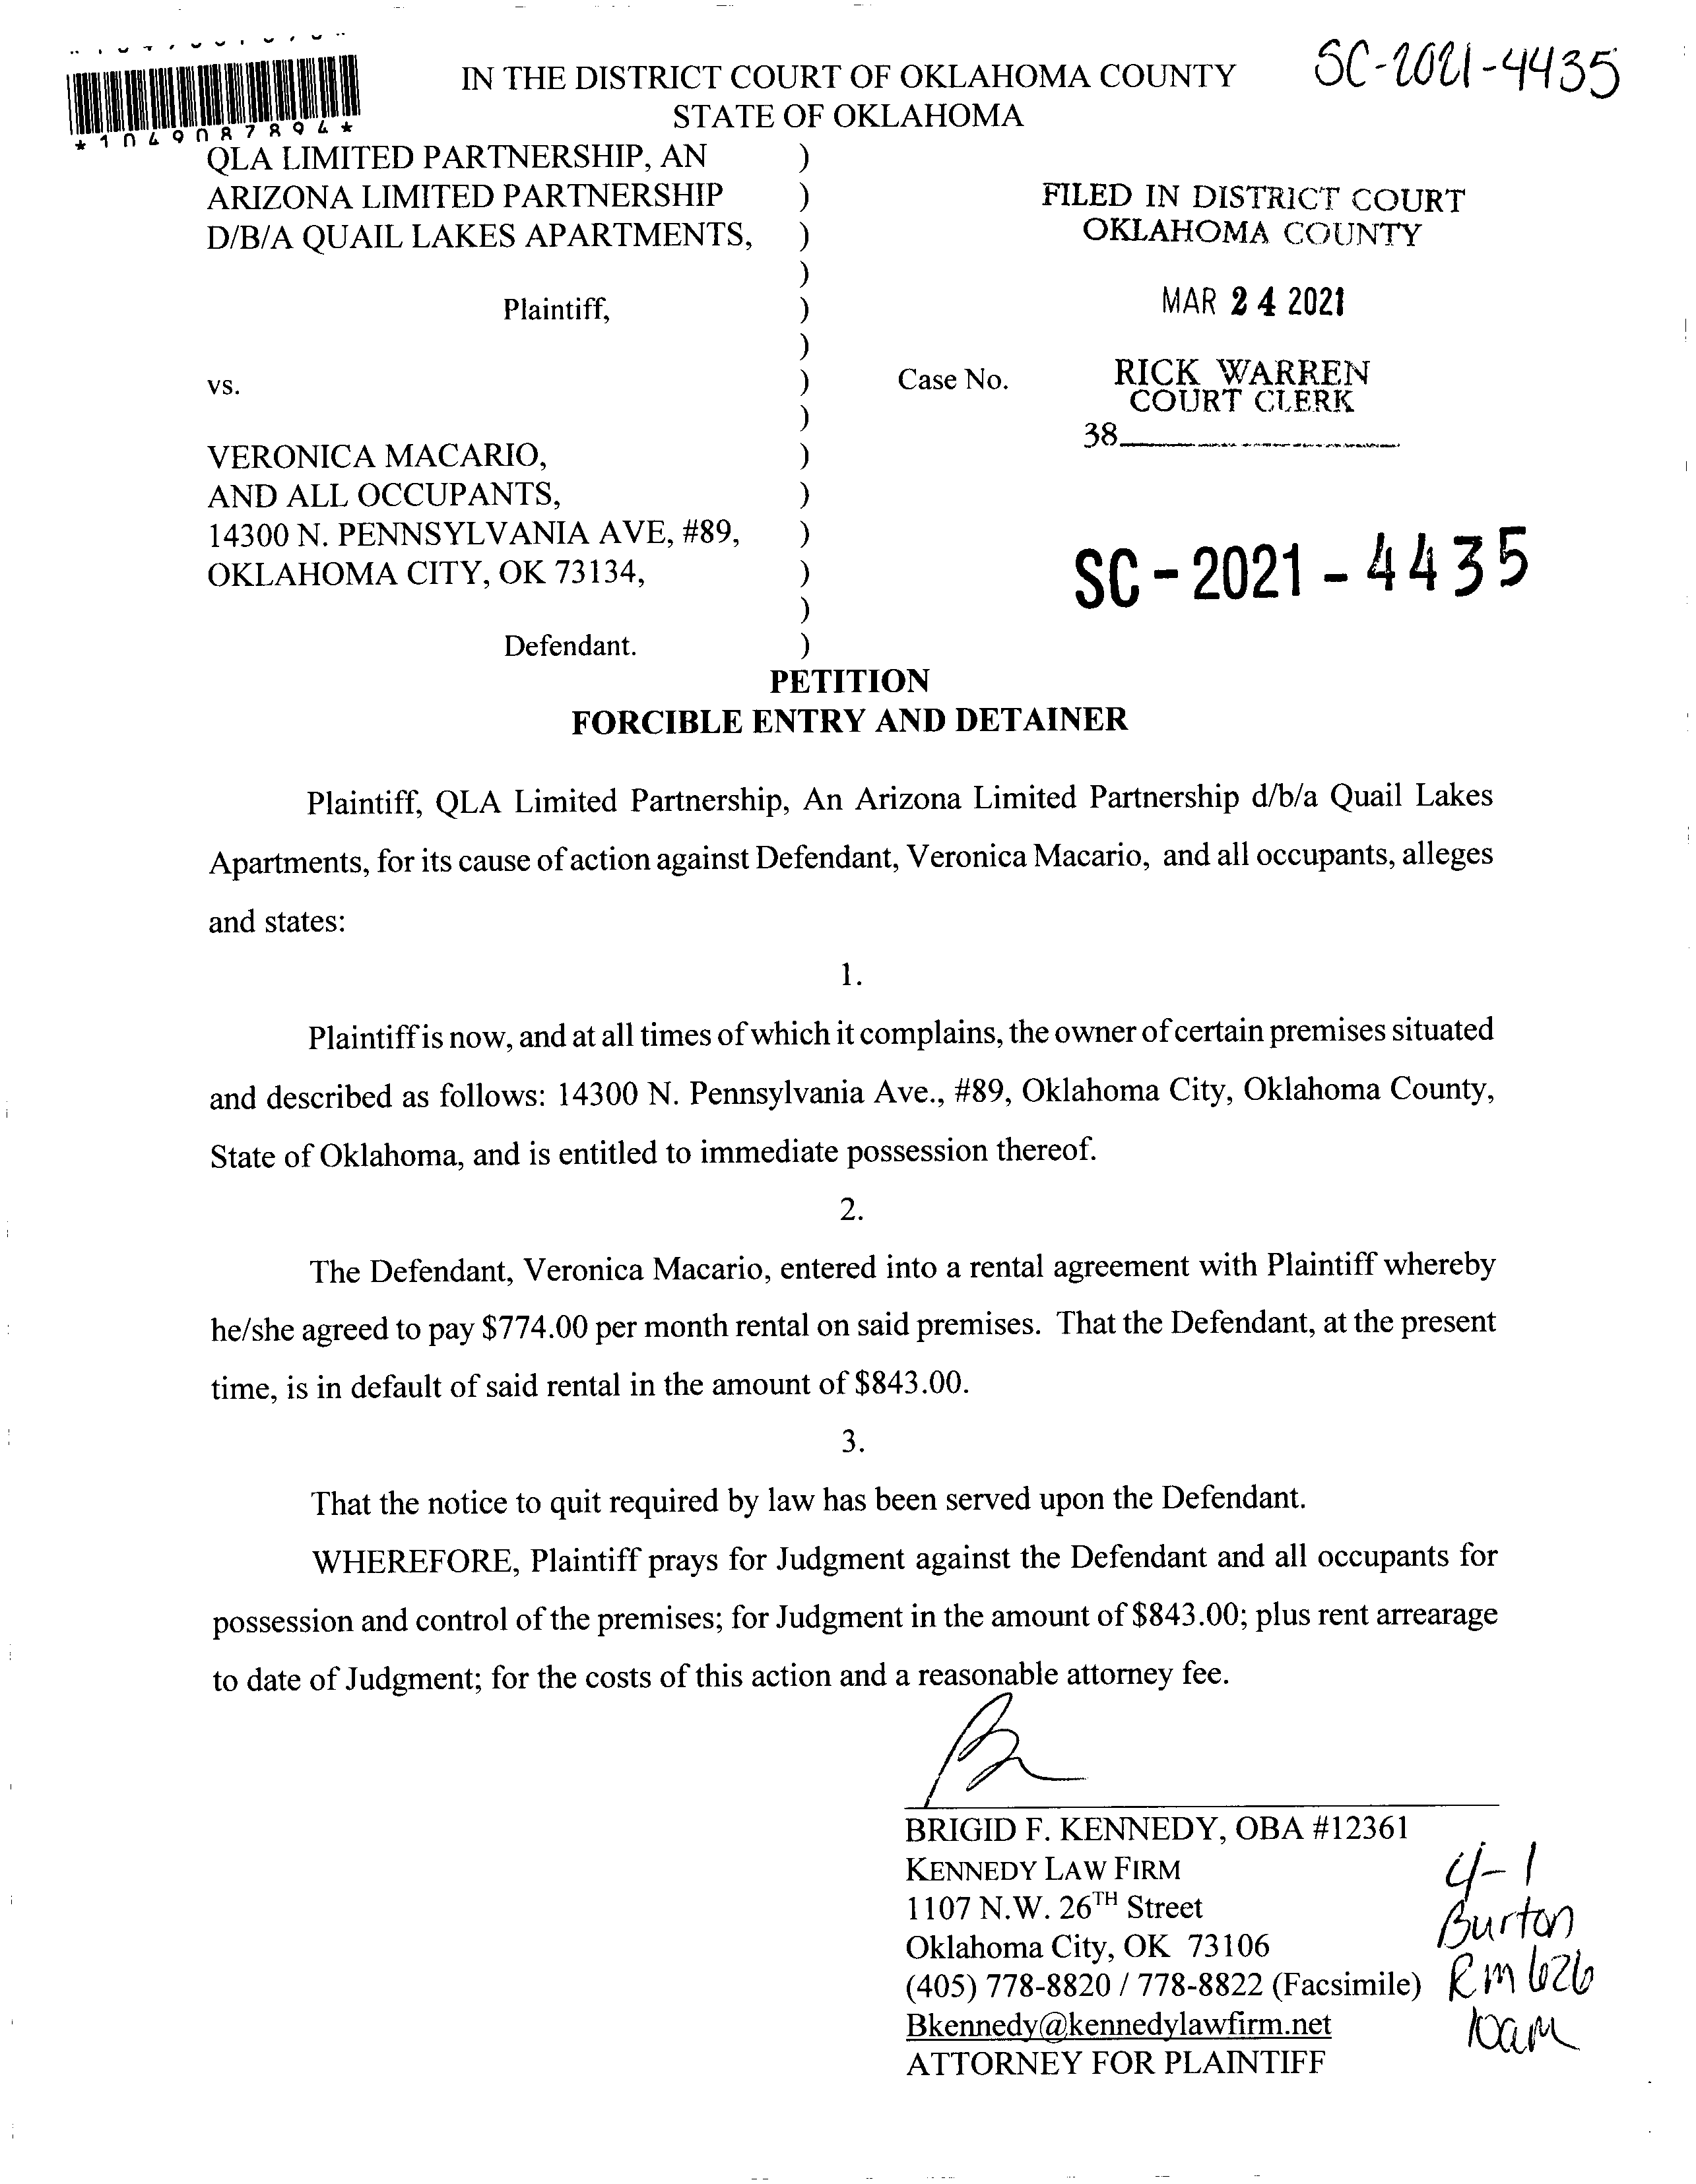 SC-2021-4435
IN THE DISTRICT COURT OF OKLAHOMA COUNTY
STATE OF OKLAHOMA
*1049087894*
QLA LIMITED PARTNERSHIP, AN )
ARIZONA LIMITED PARTNERSHIP )
D/B/A QUAIL LAKES APARTMENTS, )
)
Plaintiff, )
)
vs. )
)
VERONICA MACARIO, )
AND ALL OCCUPANTS, )
14300 N. PENNSYLVANIA AVE, #89, )
OKLAHOMA CITY, OK 73134, )
)
Defendant. )
FILED IN DISTRICT COURT
OKLAHOMA COUNTY
MAR 24 2021
Case No.
RICK WARREN
COURT CLERK
38
SC-2021-4435
PETITION
FORCIBLE ENTRY AND DETAINER
Plaintiff, QLA Limited Partnership, An Arizona Limited Partnership d/b/a Quail Lakes
Apartments, for its cause of action against Defendant, Veronica Macario, and all occupants, alleges
and states:
1.
Plaintiff is now, and at all times of which it complains, the owner of certain premises situated
and described as follows: 14300 N. Pennsylvania Ave., #89, Oklahoma City, Oklahoma County,
State of Oklahoma, and is entitled to immediate possession thereof.
2.
The Defendant, Veronica Macario, entered into a rental agreement with Plaintiff whereby
he/she agreed to pay $774.00 per month rental on said premises. That the Defendant, at the present
time, is in default of said rental in the amount of $843.00.
3.
That the notice to quit required by law has been served upon the Defendant.
WHEREFORE, Plaintiff prays for Judgment against the Defendant and all occupants for
possession and control of the premises; for Judgment in the amount of $843.00; plus rent arrearage
to date of Judgment; for the costs of this action and a reasonable attorney fee.
BRIGID F. KENNEDY, OBA #12361
KENNEDY LAW FIRM
1107 N.W. 26TH Street
Oklahoma City, OK 73106
(405) 778-8820 / 778-8822 (Facsimile)
Bkennedy@kennedylawfirm.net
ATTORNEY FOR PLAINTIFF
4-1
Burton
Rm 626
10am